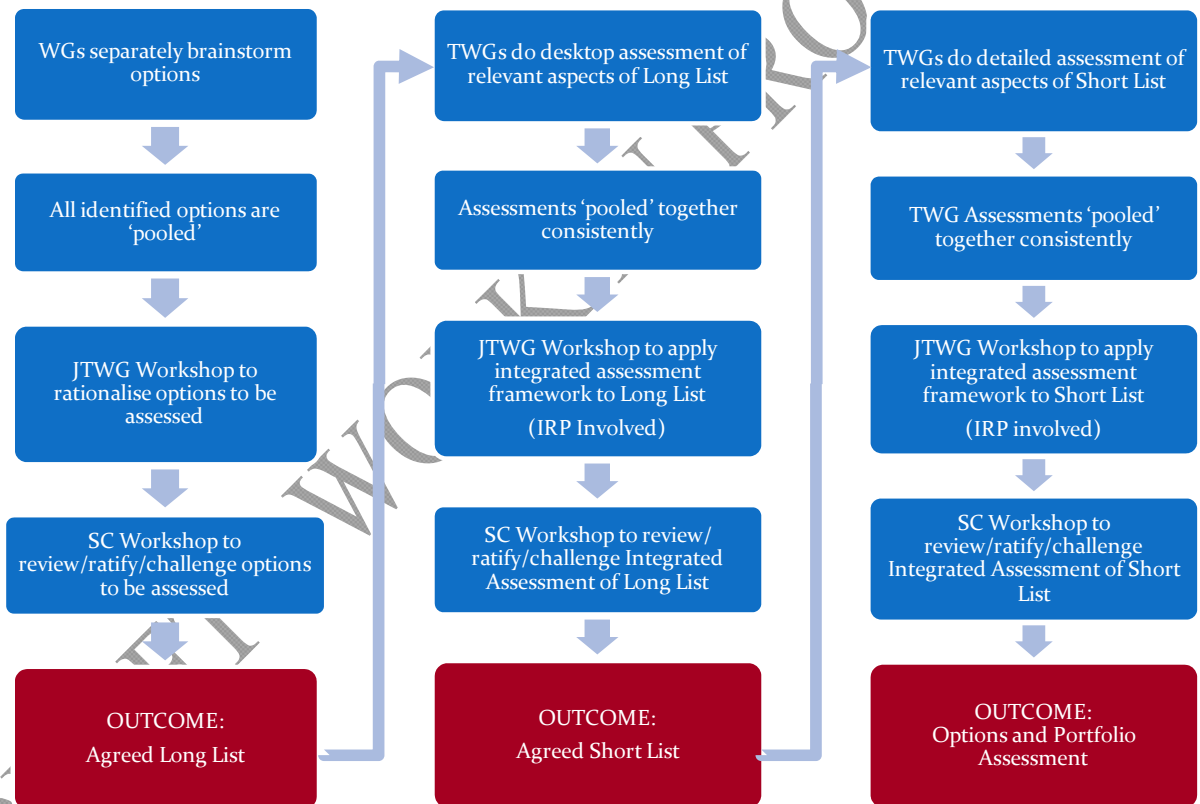 WGs separately brainstorm
options
All identified options are
‘pooled’
JTWG Workshop to
rationalise options to be
assessed
SC Workshop to
review/ratify/challenge options
to be assessed
OUTCOME:
Agreed Long List
TWGs do desktop assessment of
relevant aspects of Long List
Assessments ‘pooled’ together
consistently
JTWG Workshop to apply
integrated assessment
framework to Long List
(IRP Involved)
SC Workshop to review/
ratify/challenge Integrated
Assessment of Long List
OUTCOME:
Agreed Short List
TWGs do detailed assessment of
relevant aspects of Short List
TWG Assessments ‘pooled’
together consistently
JTWG Workshop to apply
integrated assessment
framework to Short List
(IRP involved)
SC Workshop to
review/ratify/challenge
Integrated Assessment of Short
List
OUTCOME:
Options and Portfolio
Assessment